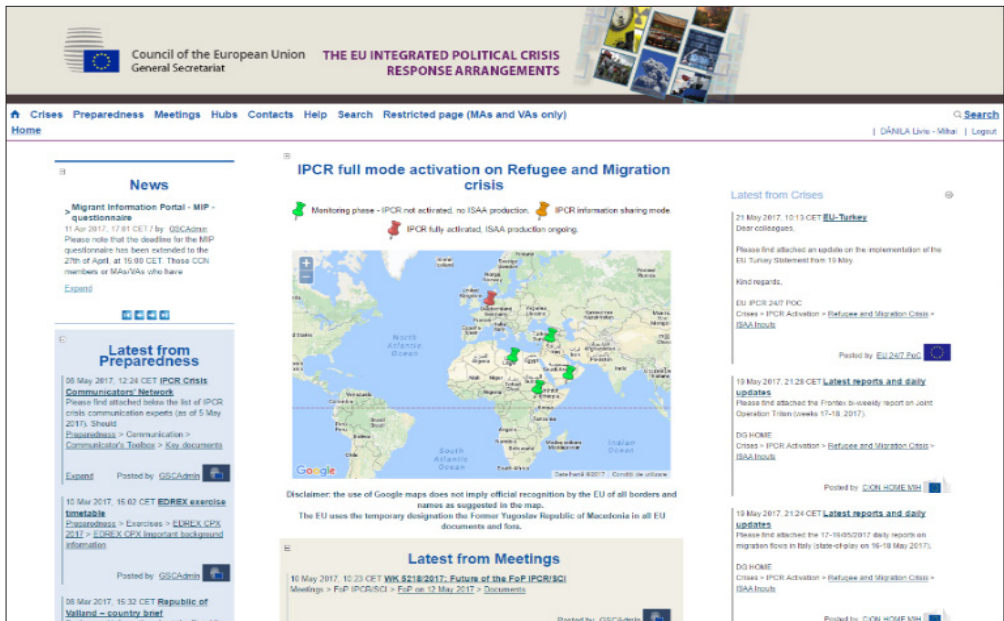 Council of the European Union
General Secretariat
THE EU INTEGRATED POLITICAL CRISIS
RESPONSE ARRANGEMENTS
Crises Preparedness Meetings Hubs Contacts Help Search Restricted page (MAs and VAs only)
Search
Home
| DĂNILA Liviu - Mihai | Logout
News
> Migrant Information Portal - MIP -
questionnaire
11 Apr 2017, 17:01 CET / by GSCAdmin
Please note that the deadline for the MIP
questionnaire has been extended to the
27th of April, at 15:00 CET. Those CCN
members or MAs/VAs who have
Expand
Latest from
Preparedness
08 May 2017, 12:24 CET IPCR Crisis
Communicators' Network
Please find attached below the list of IPCR
crisis communication experts (as of 5 May
2017). Should
Preparedness > Communication >
Communicator's Toolbox > Key documents
Expand Posted by GSCAdmin
10 Mar 2017, 15:02 CET EDREX exercise
timetable
Preparedness > Exercises > EDREX CPX
2017 > EDREX CPX Important background
information
Posted by GSCAdmin
08 Mar 2017, 15:32 CET Republic of
Valland – country brief
IPCR full mode activation on Refugee and Migration
crisis
Monitoring phase - IPCR not activated, no ISAA production.
IPCR information sharing mode
IPCR fully activated, ISAA production ongoing.
North
Atlantic
Ocean
Venezuela
Peru
Bolivia
Chile
South
Atlantic
Ocean
Indian
Ocean
Google
Disclaimer: the use of Google maps does not imply official recognition by the EU of all borders and
names as suggested in the map.
The EU uses the temporary designation the Former Yugoslav Republic of Macedonia in all EU
documents and fora.
Latest from Meetings
10 May 2017, 10:23 CET WK 5218/2017: Future of the FoP IPCR/SCI
Meetings > FoP IPCR/SCI > FoP on 12 May 2017 > Documents
Posted by GSCAdmin
Latest from Crises
21 May 2017, 10:13 CET EU-Turkey
Dear colleagues,
Please find attached an update on the implementation of the
EU Turkey Statement from 19 May.
Kind regards,
EU IPCR 24/7 POC
Crises > IPCR Activation > Refugee and Migration Crisis >
ISAA Inputs
Posted by EU 24/7 PoC
19 May 2017, 21:28 CET Latest reports and daily
updates
Please find attached the Frontex bi-weekly report on Joint
Operation Triton (weeks 17-18, 2017).
DG HOME
Crises > IPCR Activation > Refugee and Migration Crisis >
ISAA Inputs
Posted by CION HOME MIH
19 May 2017, 21:24 CET Latest reports and daily
updates
Please find attached the 17-19/05/2017 daily reports on
migration flows in Italy (state-of-play on 16-18 May 2017).
DG HOME
Crises > IPCR Activation > Refugee and Migration Crisis >
ISAA Inputs
Posted by CION HOME MIH